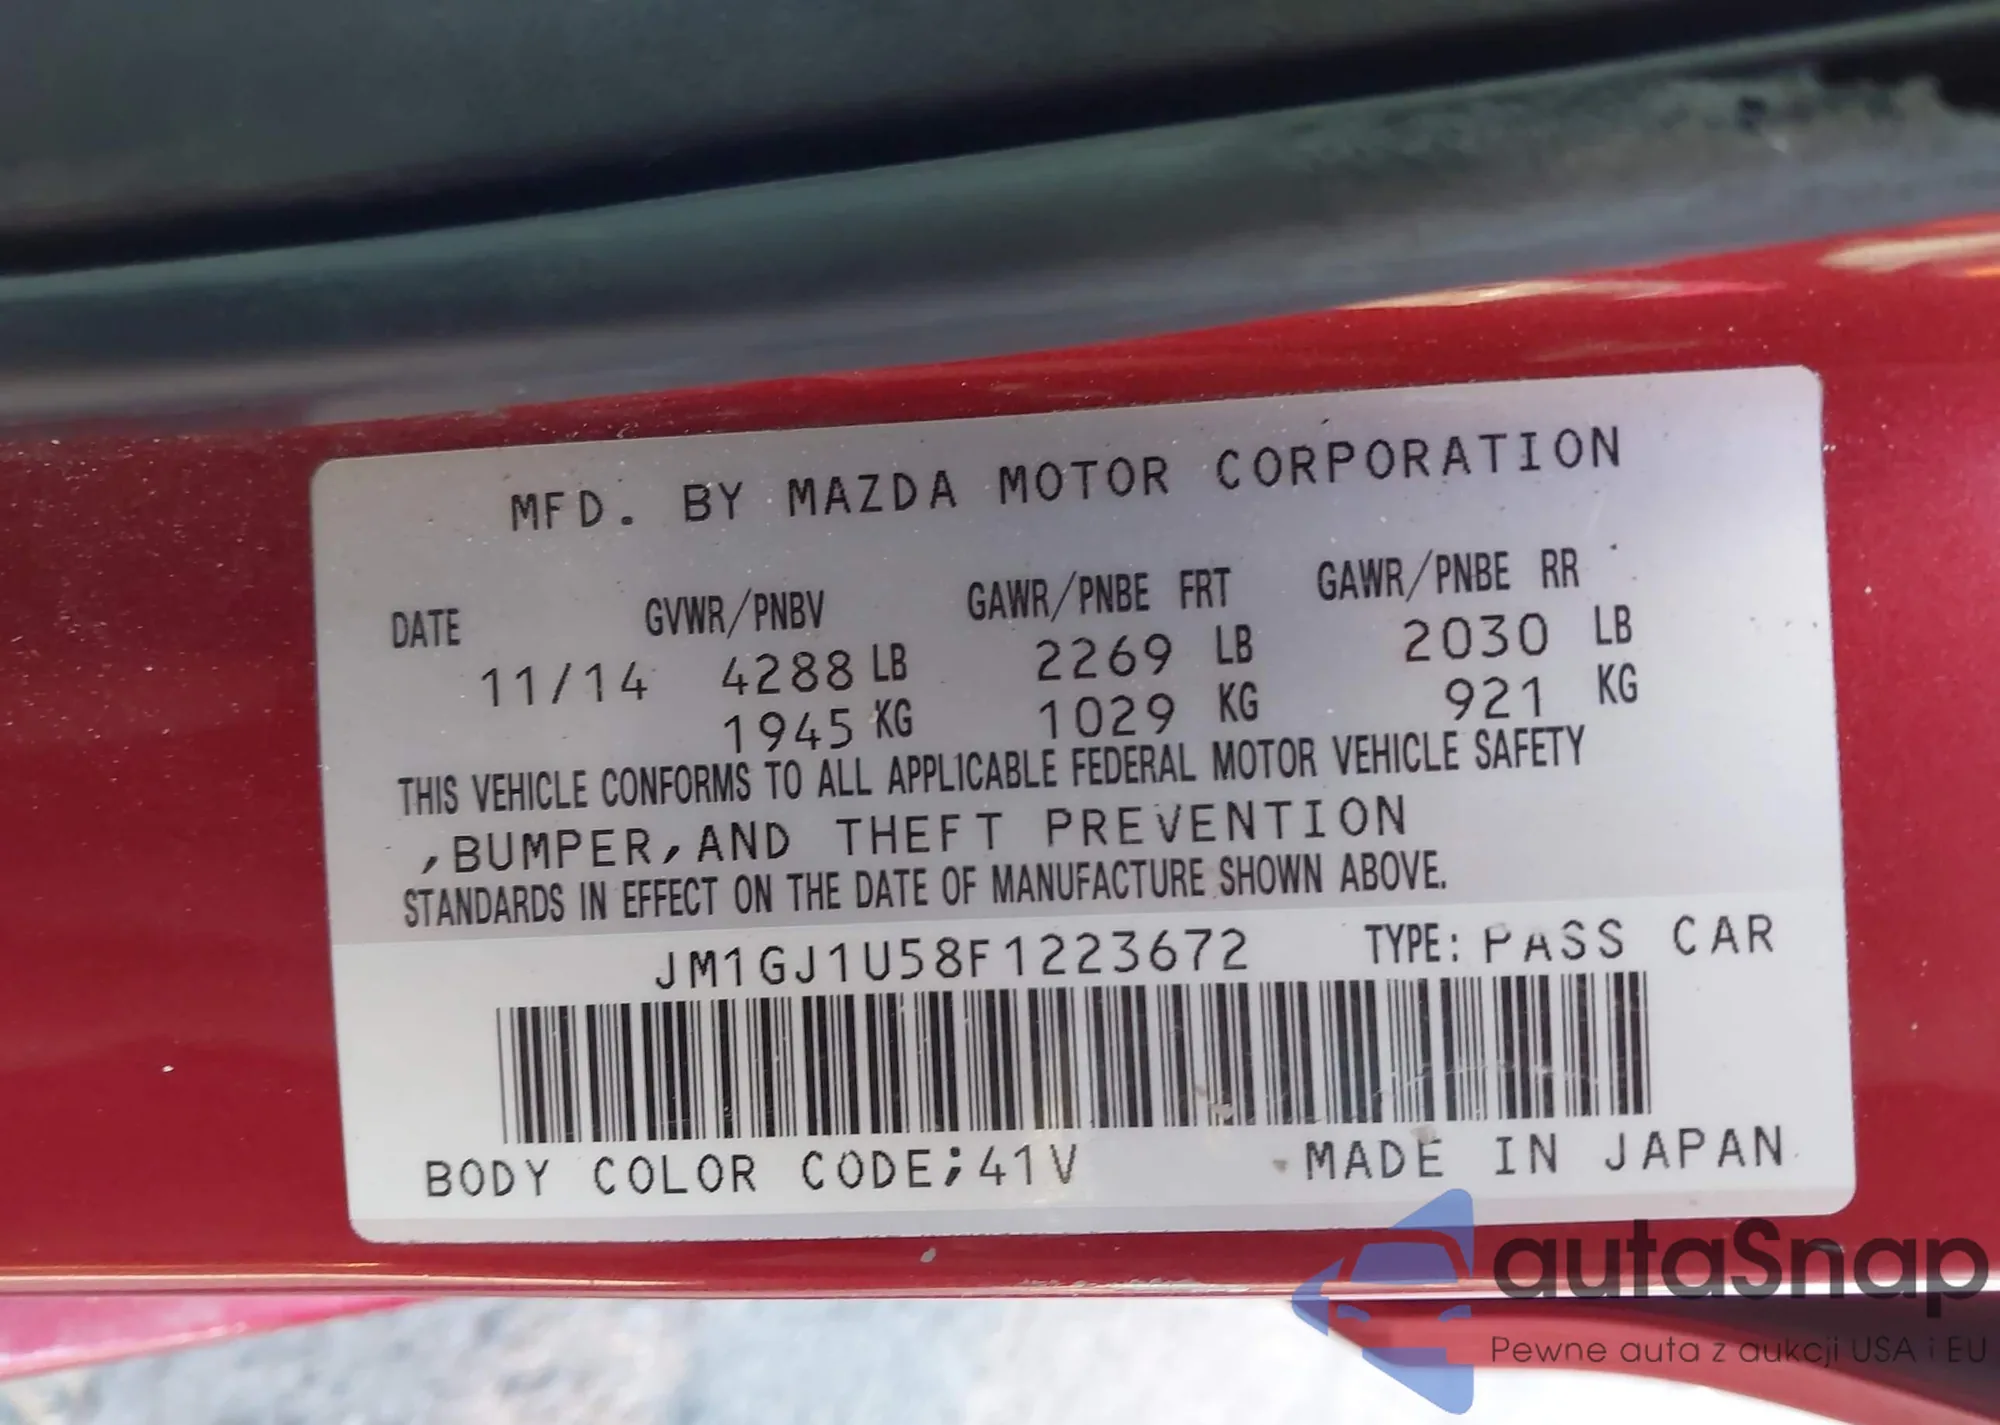 MFD. BY MAZDA MOTOR CORPORATION
DATE GVWR/PNBV GAWR/PNBE FRT GAWR/PNBE RR
11/14 4288 LB 2269 LB 2030 LB
1945 KG 1029 KG 921 KG
THIS VEHICLE CONFORMS TO ALL APPLICABLE FEDERAL MOTOR VEHICLE SAFETY
,BUMPER,AND THEFT PREVENTION
STANDARDS IN EFFECT ON THE DATE OF MANUFACTURE SHOWN ABOVE.
JM1GJ1U58F1223672 TYPE: PASS CAR
BODY COLOR CODE;41V MADE IN JAPAN
autaSnap
Pewne auta z aukcji USA i EU